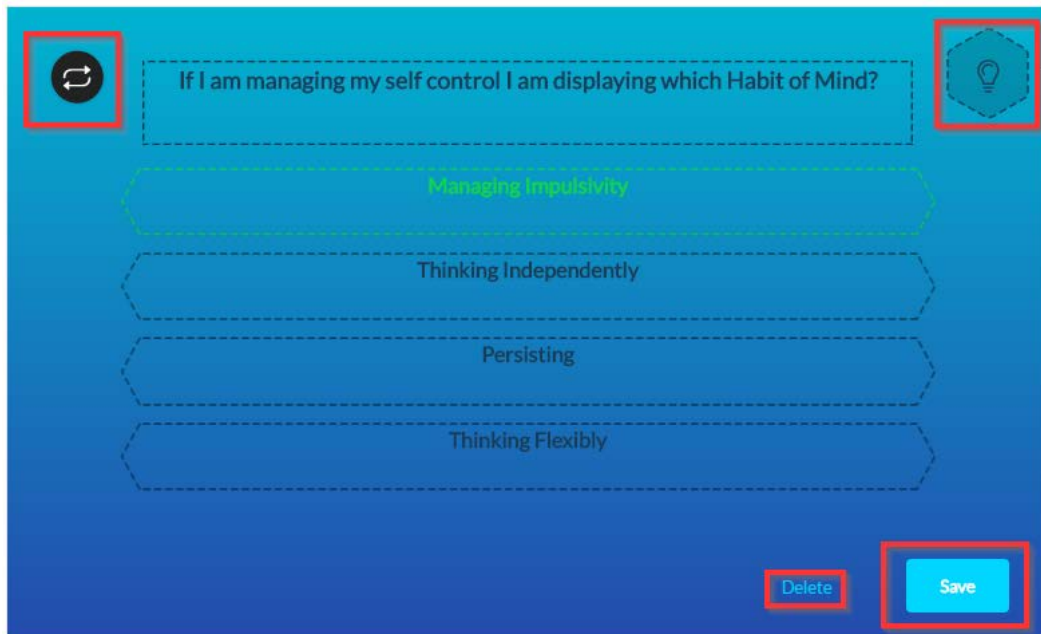 If I am managing my self control I am displaying which Habit of Mind?
Managing Impulsivity
Thinking Independently
Persisting
Thinking Flexibly
Delete
Save